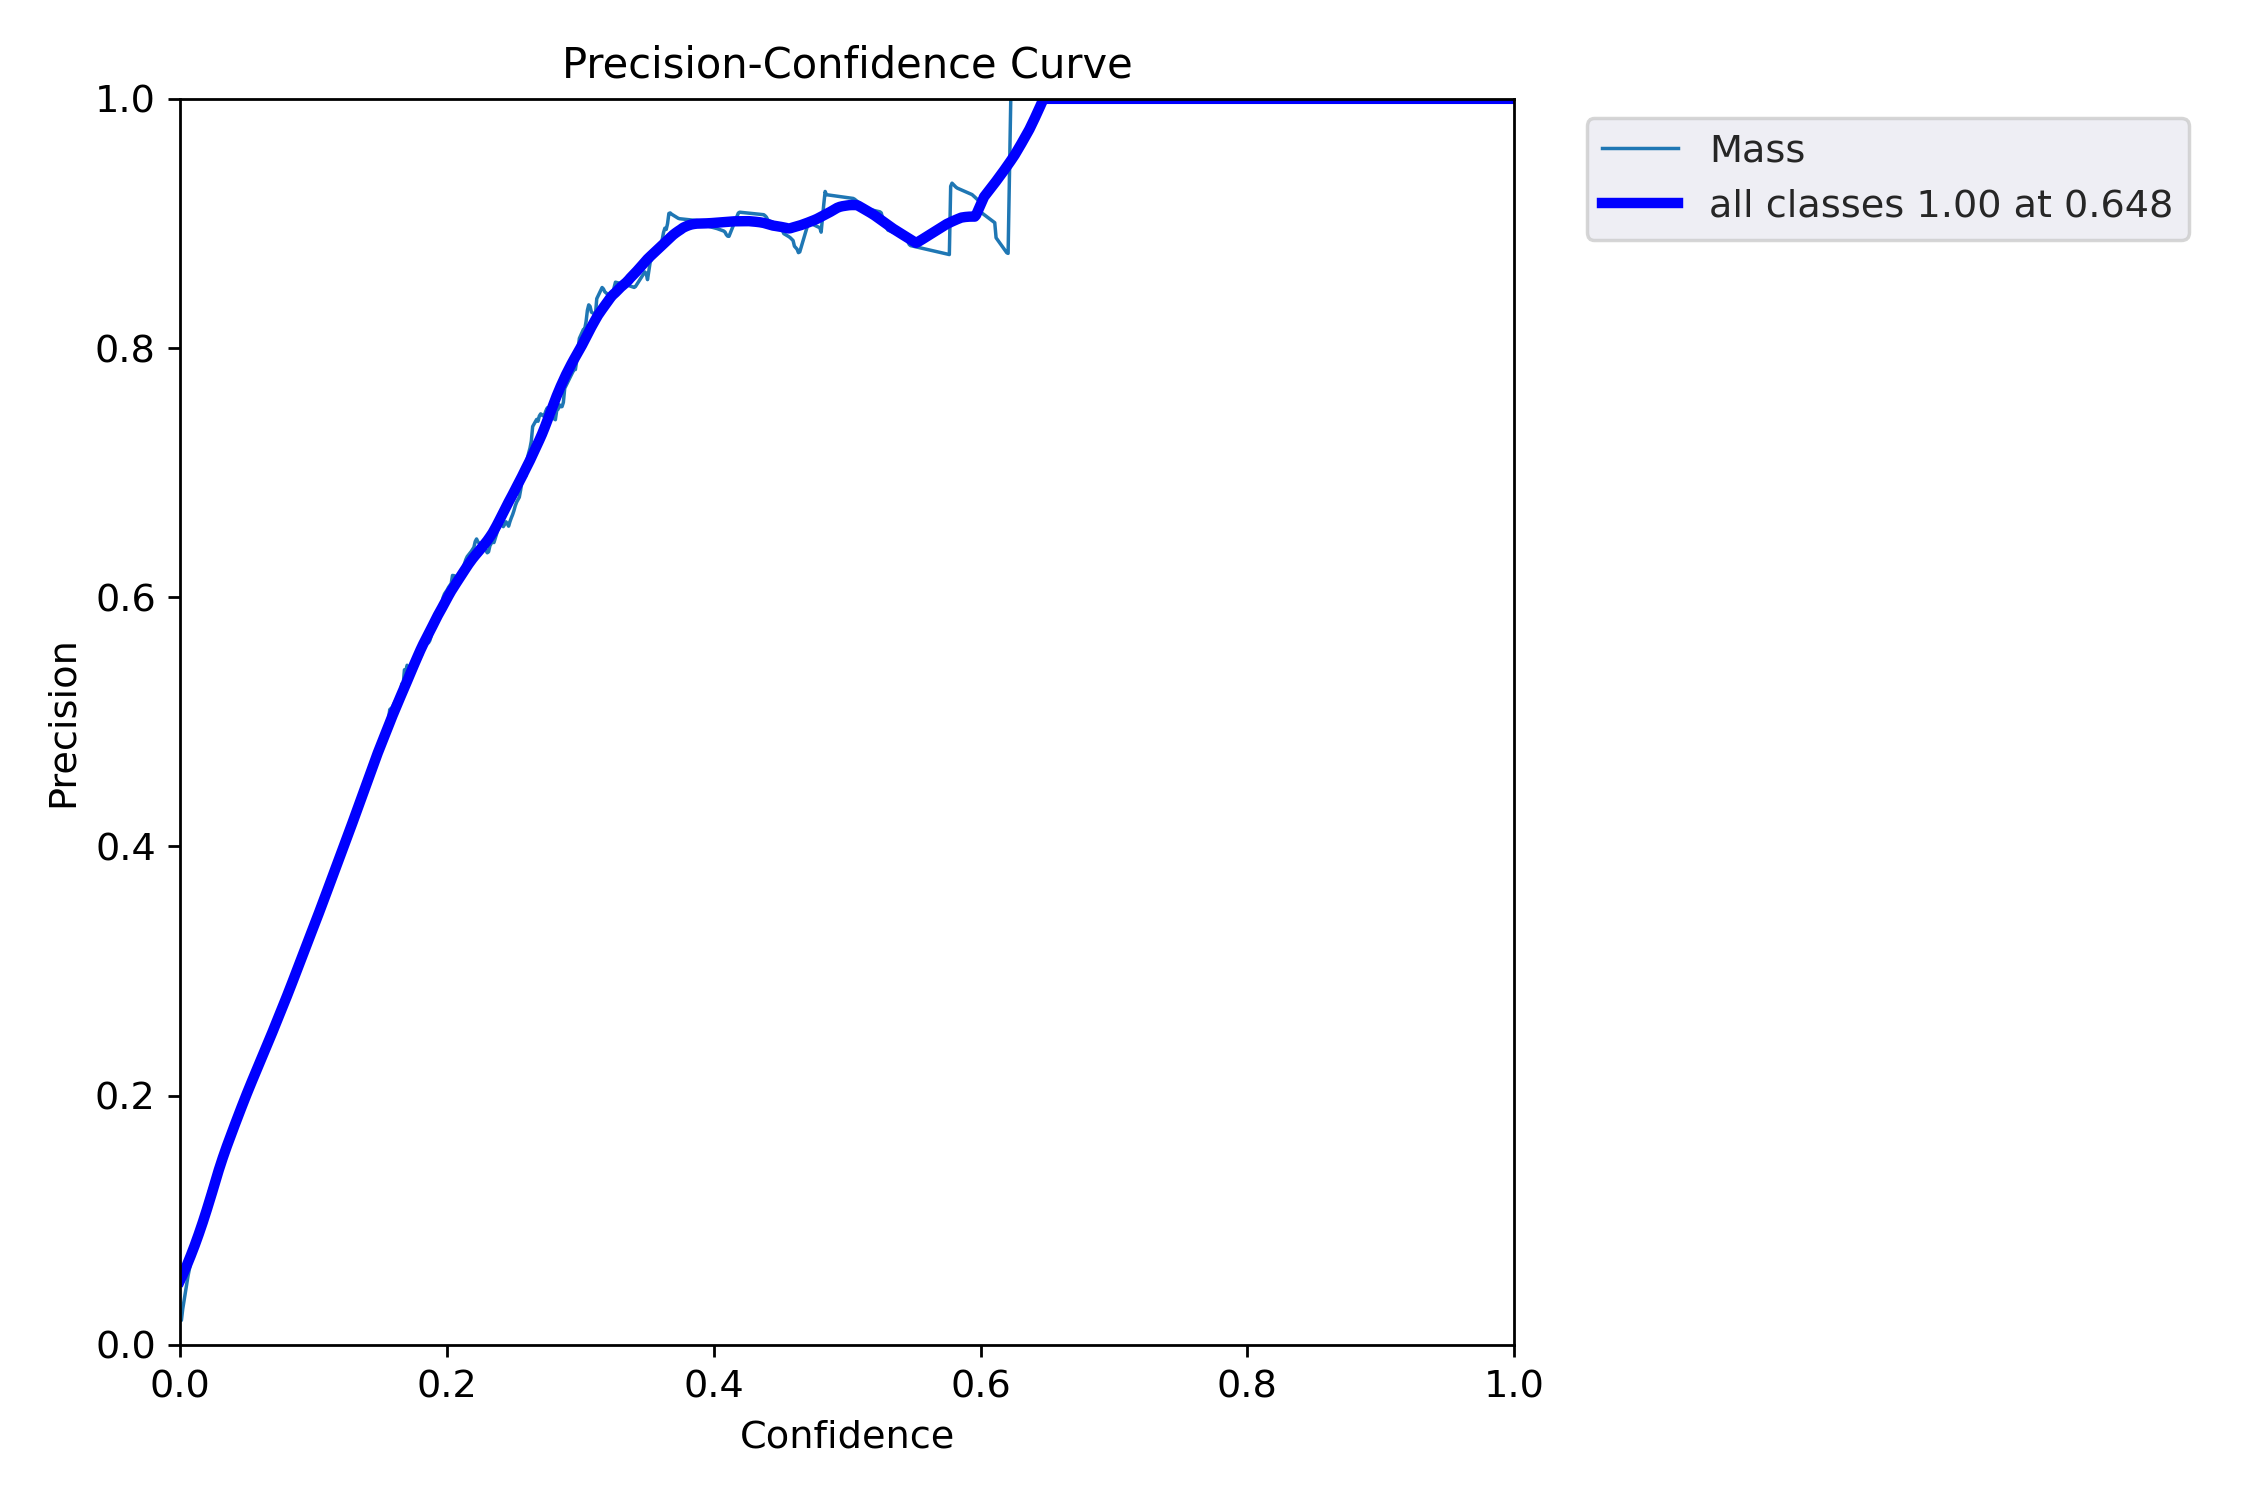 Precision-Confidence Curve
1.0
0.8
0.6
0.4
0.2
0.0
Precision
0.0 0.2 0.4 0.6 0.8 1.0
Confidence
Mass
all classes 1.00 at 0.648